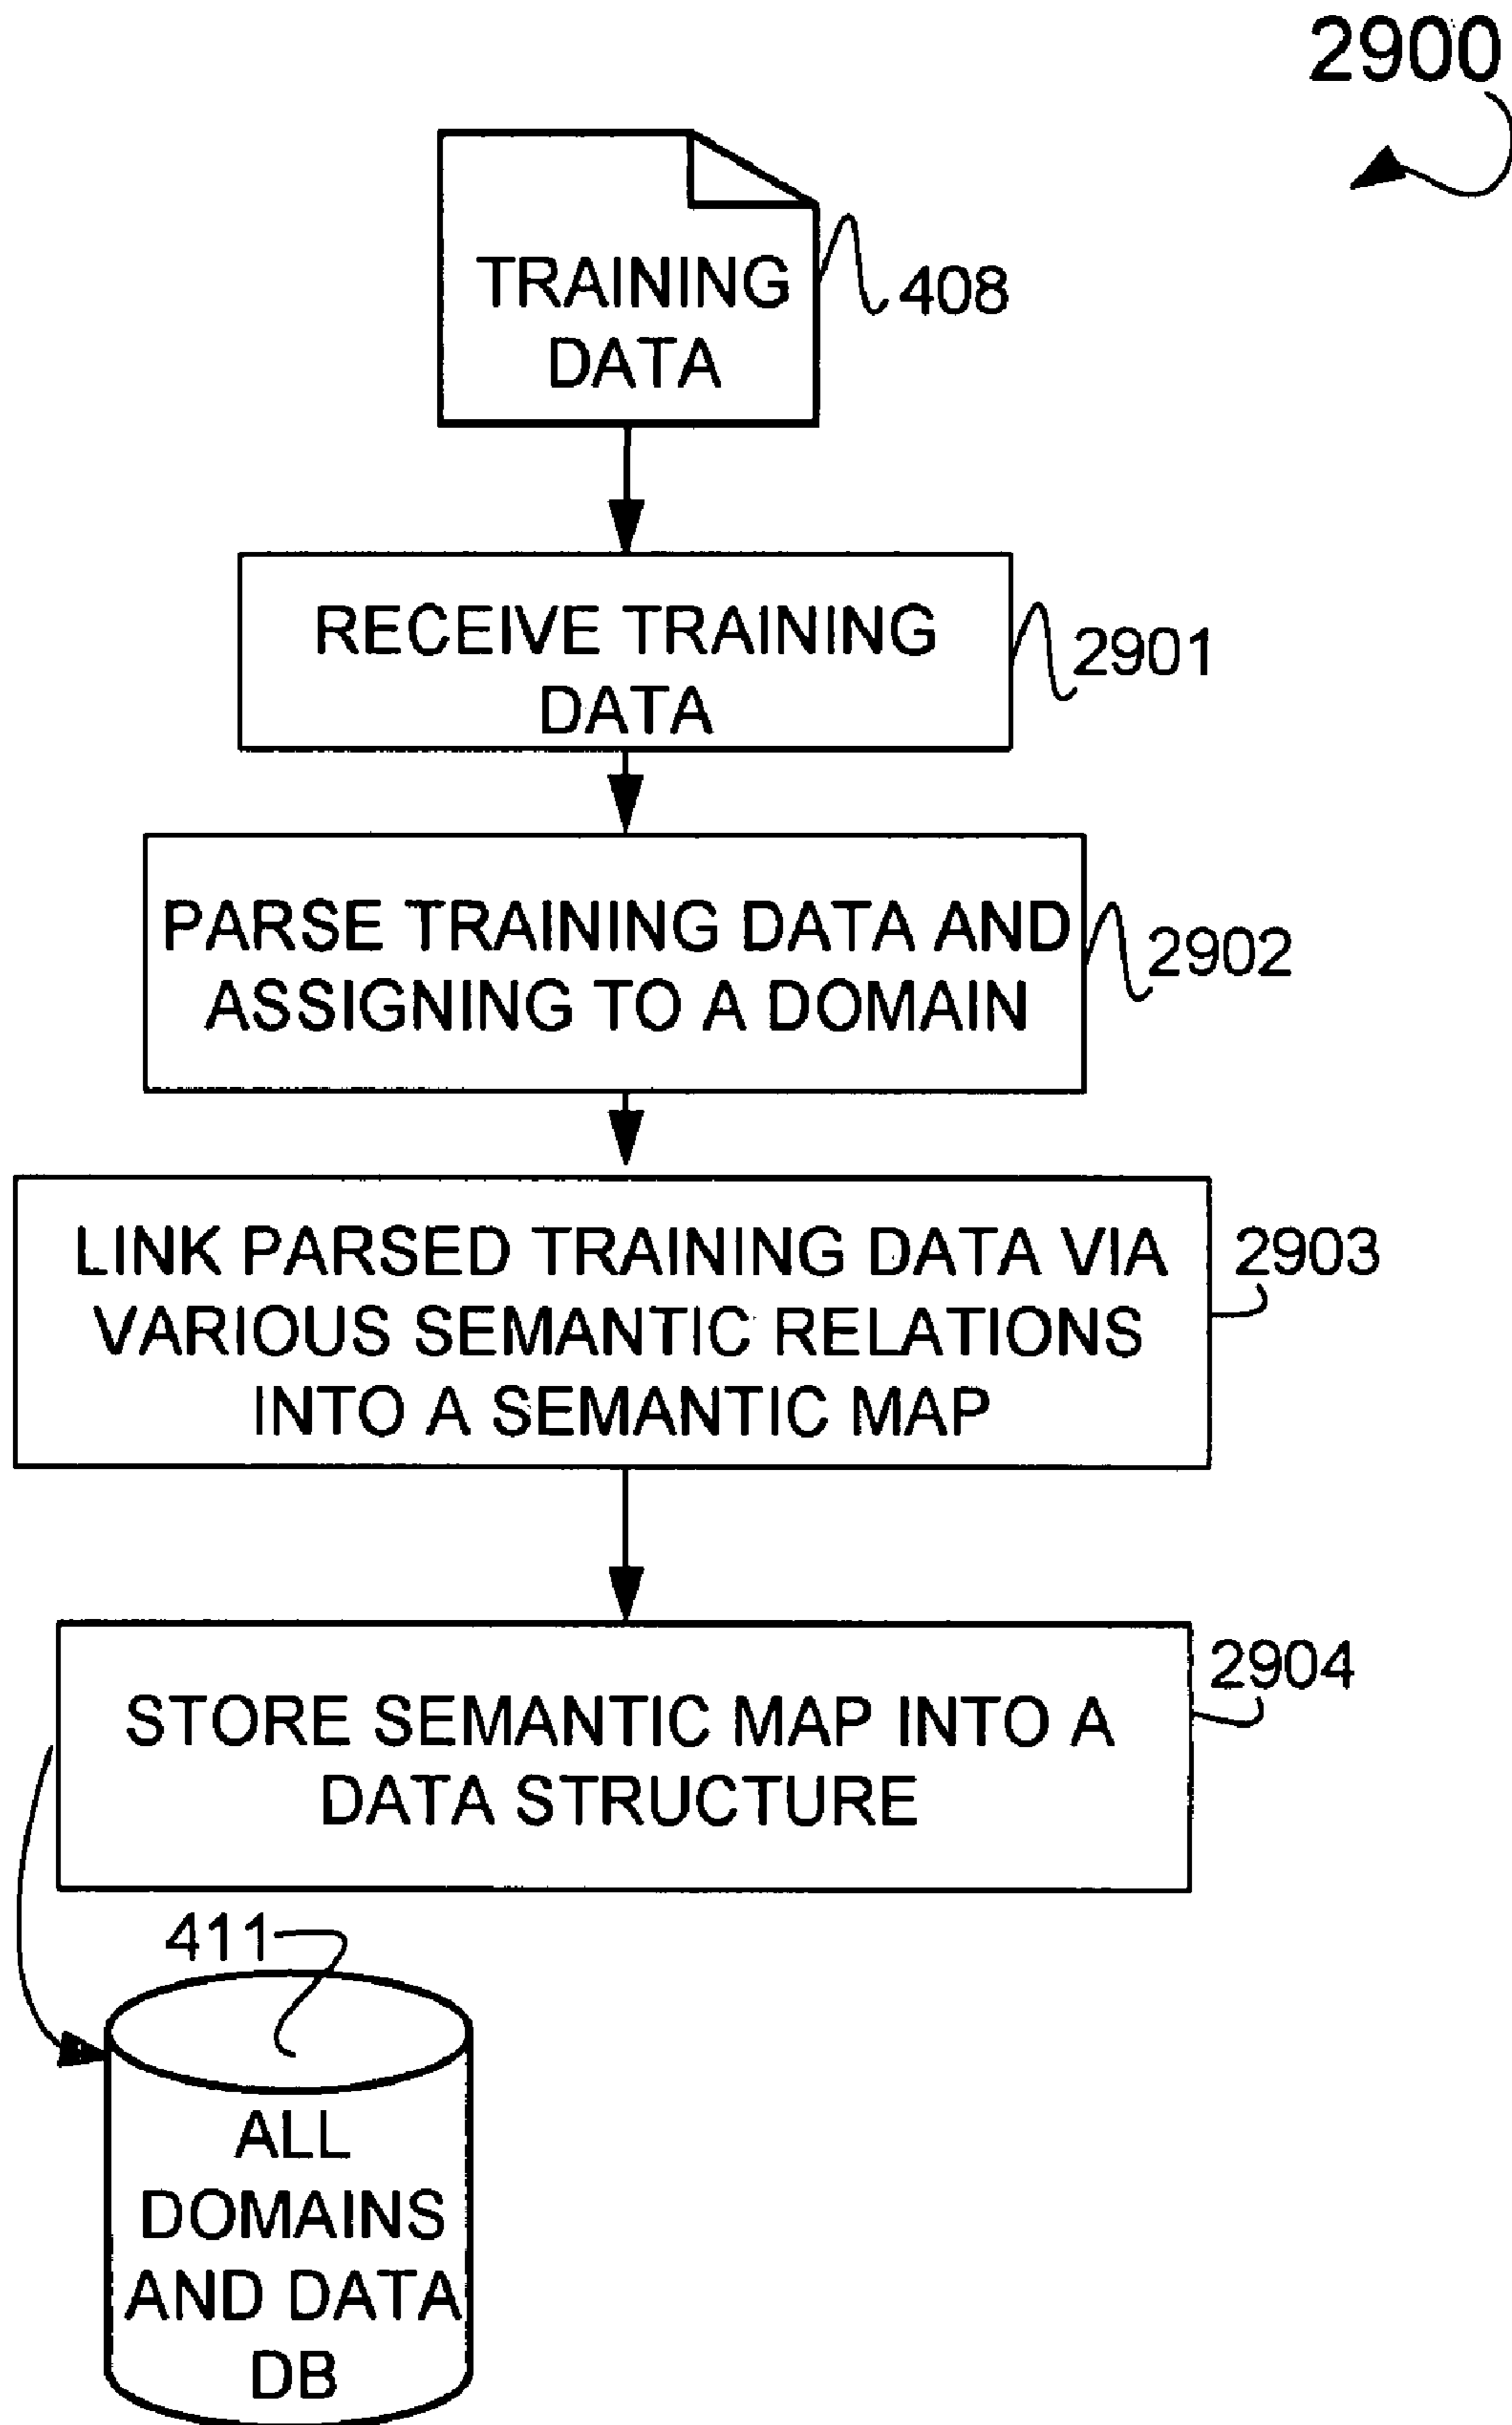 2900
TRAINING
DATA
408
RECEIVE TRAINING
DATA
2901
PARSE TRAINING DATA AND
ASSIGNING TO A DOMAIN
2902
LINK PARSED TRAINING DATA VIA
VARIOUS SEMANTIC RELATIONS
INTO A SEMANTIC MAP
2903
STORE SEMANTIC MAP INTO A
DATA STRUCTURE
2904
411
ALL
DOMAINS
AND DATA
DB